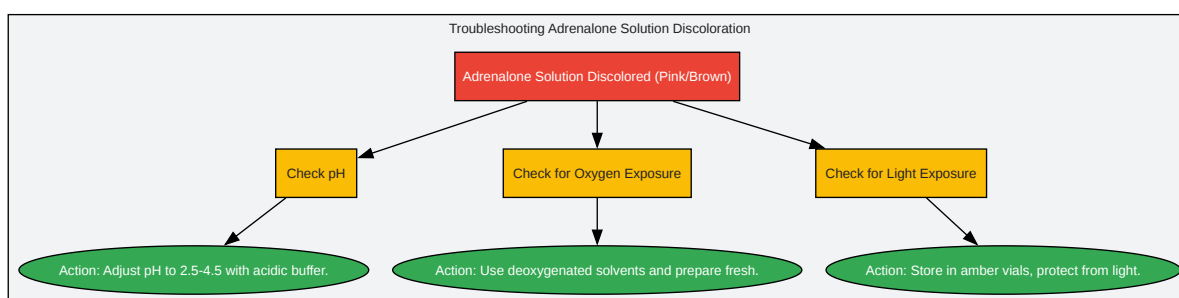 Troubleshooting Adrenalone Solution Discoloration
Adrenalone Solution Discolored (Pink/Brown)
Check pH
Check for Oxygen Exposure
Check for Light Exposure
Action: Adjust pH to 2.5-4.5 with acidic buffer.
Action: Use deoxygenated solvents and prepare fresh.
Action: Store in amber vials, protect from light.